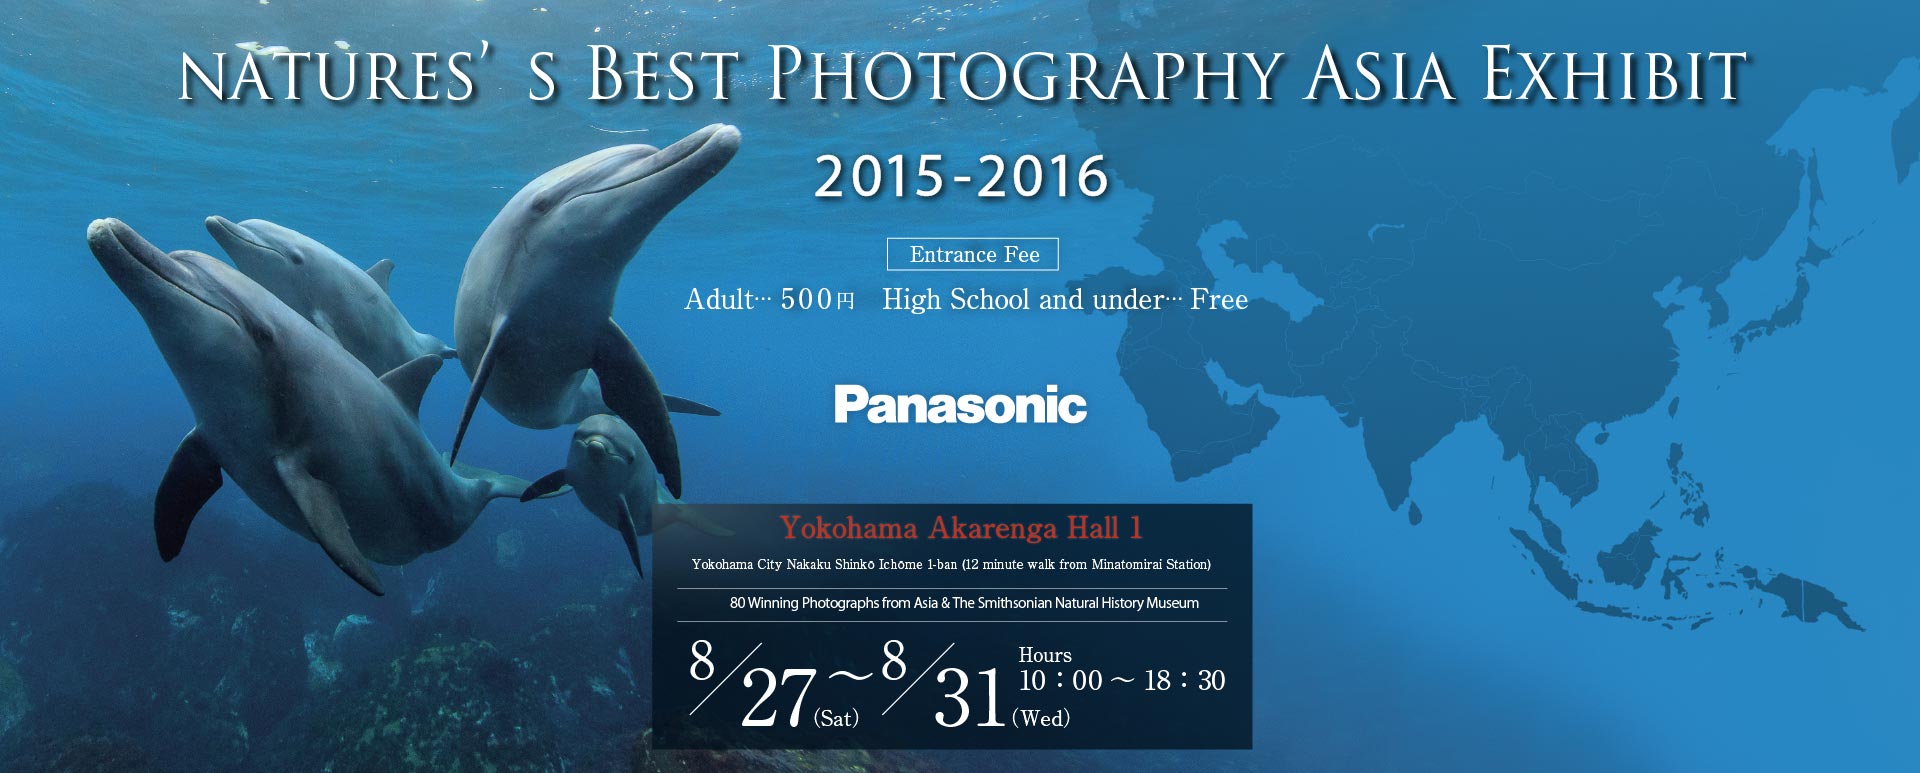 NATURES’ S BEST PHOTOGRAPHY ASIA EXHIBIT
2015-2016
Entrance Fee
Adult… 500円 High School and under… Free
Panasonic
Yokohama Akarenga Hall 1
Yokohama City Nakaku Shinkō Ichōme 1-ban (12 minute walk from Minatomirai Station)
80 Winning Photographs from Asia & The Smithsonian Natural History Museum
8/27(Sat)～8/31(Wed)
Hours
10：00～18：30